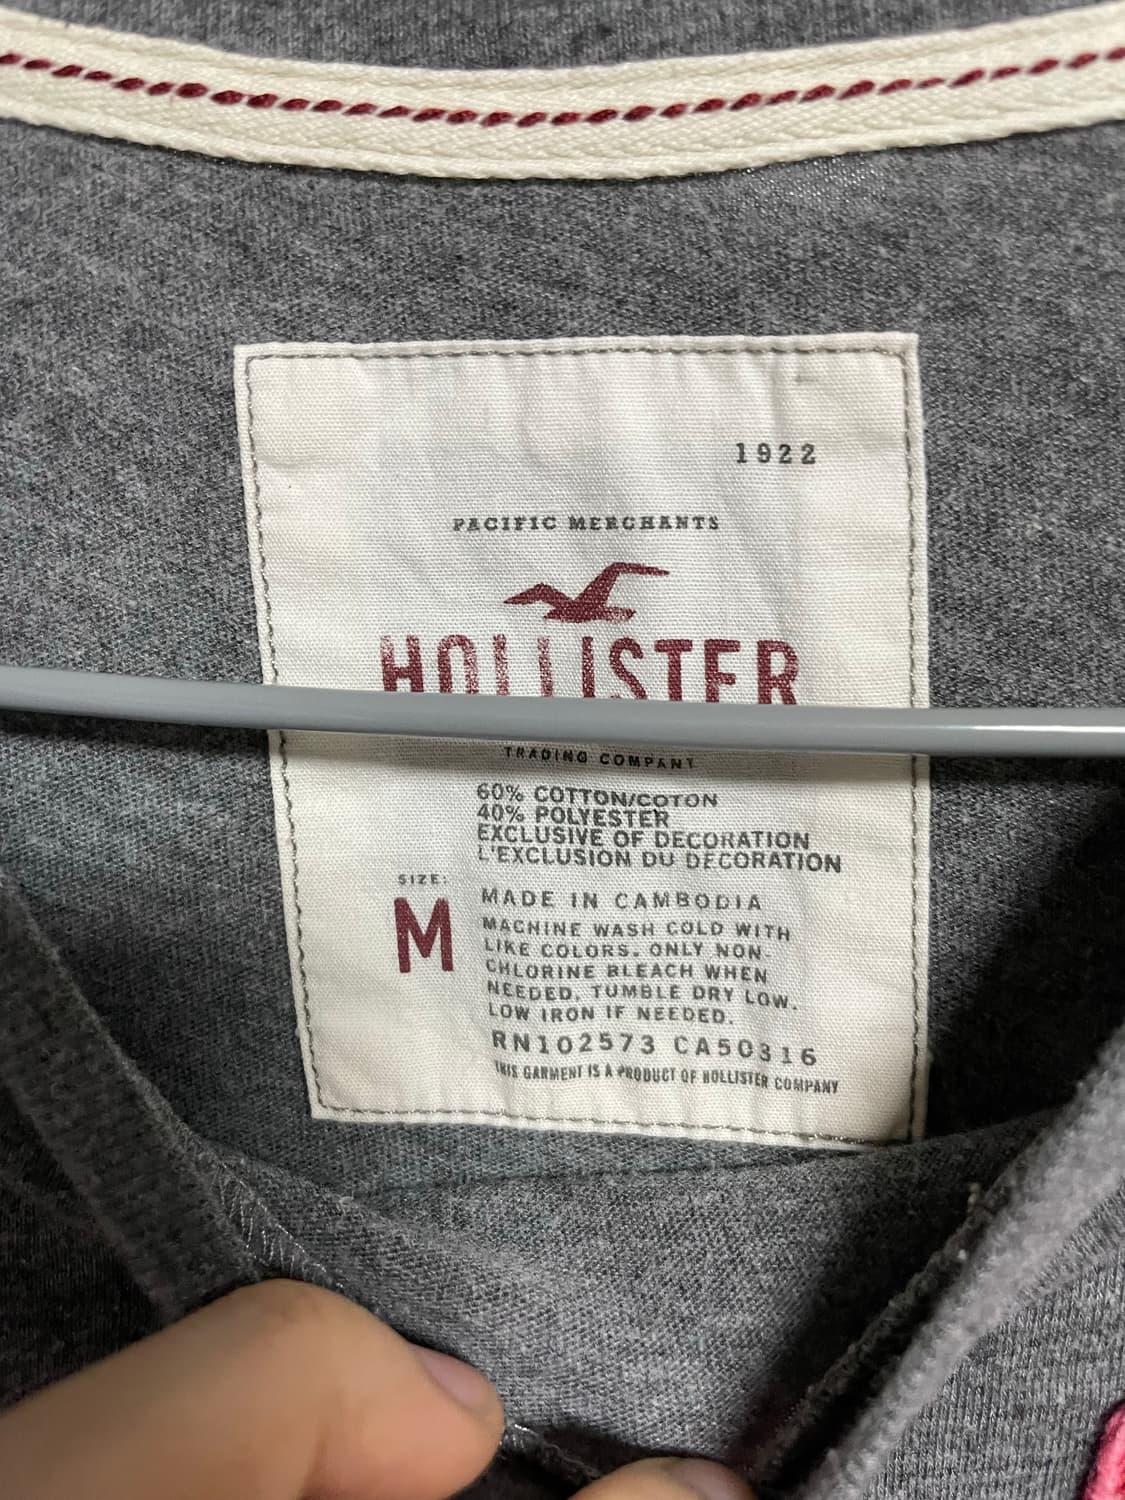 1922
PACIFIC MERCHANTS
HOLLISTER
TRADING COMPANY
60% COTTON/COTON
40% POLYESTER
EXCLUSIVE OF DECORATION
L'EXCLUSION DU DECORATION
SIZE:
M
MADE IN CAMBODIA
MACHINE WASH COLD WITH
LIKE COLORS. ONLY NON-
CHLORINE BLEACH WHEN
NEEDED. TUMBLE DRY LOW.
LOW IRON IF NEEDED.
RN102573 CA50316
THIS GARMENT IS A PRODUCT OF HOLLISTER COMPANY